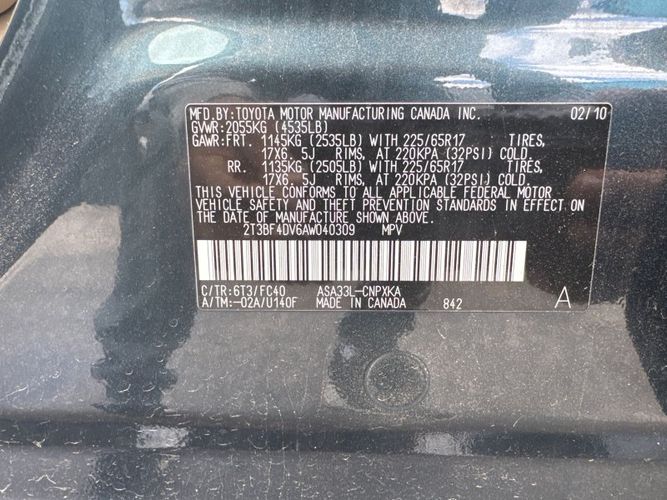 MFD.BY:TOYOTA MOTOR MANUFACTURING CANADA INC. 02/10
GVWR:2055KG (4535LB)
GAWR:FRT. 1145KG (2535LB) WITH 225/65R17 TIRES,
17X6. 5J RIMS, AT 220KPA (32PSI) COLD.
RR. 1135KG (2505LB) WITH 225/65R17 TIRES,
17X6. 5J RIMS, AT 220KPA (32PSI) COLD.
THIS VEHICLE CONFORMS TO ALL APPLICABLE FEDERAL MOTOR
VEHICLE SAFETY AND THEFT PREVENTION STANDARDS IN EFFECT
ON THE DATE OF MANUFACTURE SHOWN ABOVE.
2T3BF4DV6AW040309 MPV
C/TR:6T3/FC40 ASA33L-CNPXKA
A/TM:-02A/U140F MADE IN CANADA 842 A